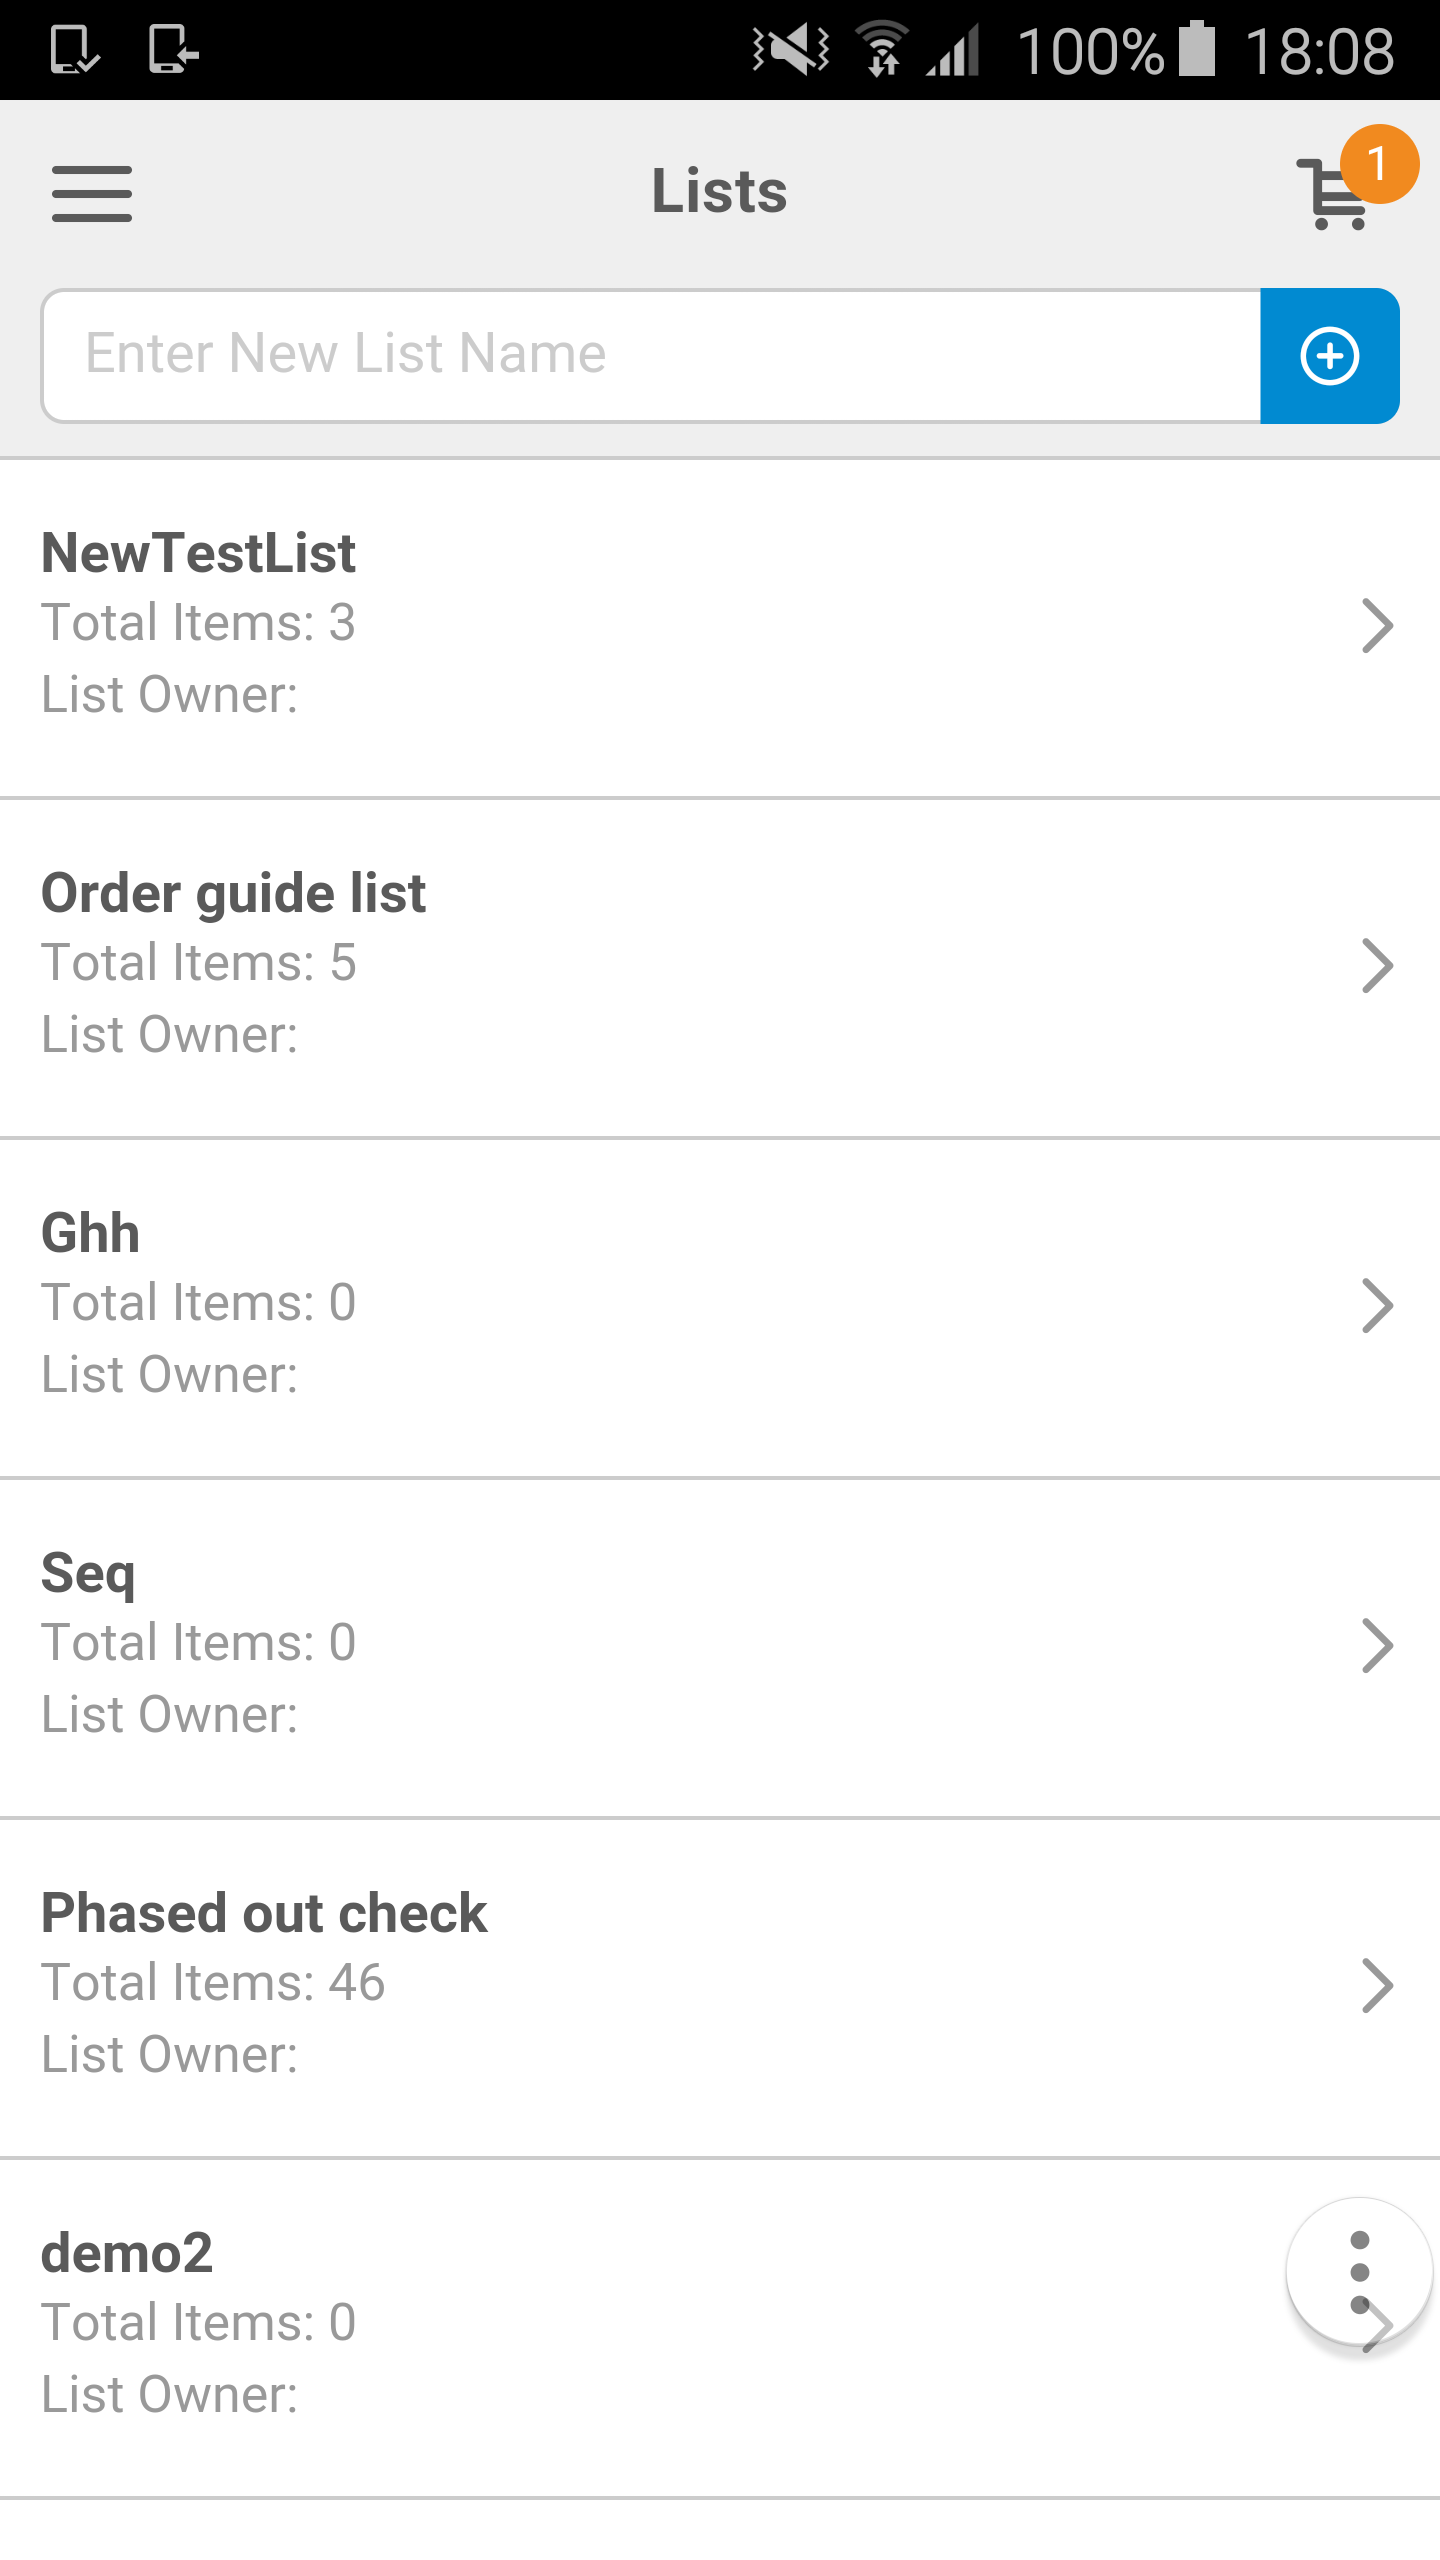 100% 18:08
Lists
1
Enter New List Name
NewTestList
Total Items: 3
List Owner:
Order guide list
Total Items: 5
List Owner:
Ghh
Total Items: 0
List Owner:
Seq
Total Items: 0
List Owner:
Phased out check
Total Items: 46
List Owner:
demo2
Total Items: 0
List Owner: